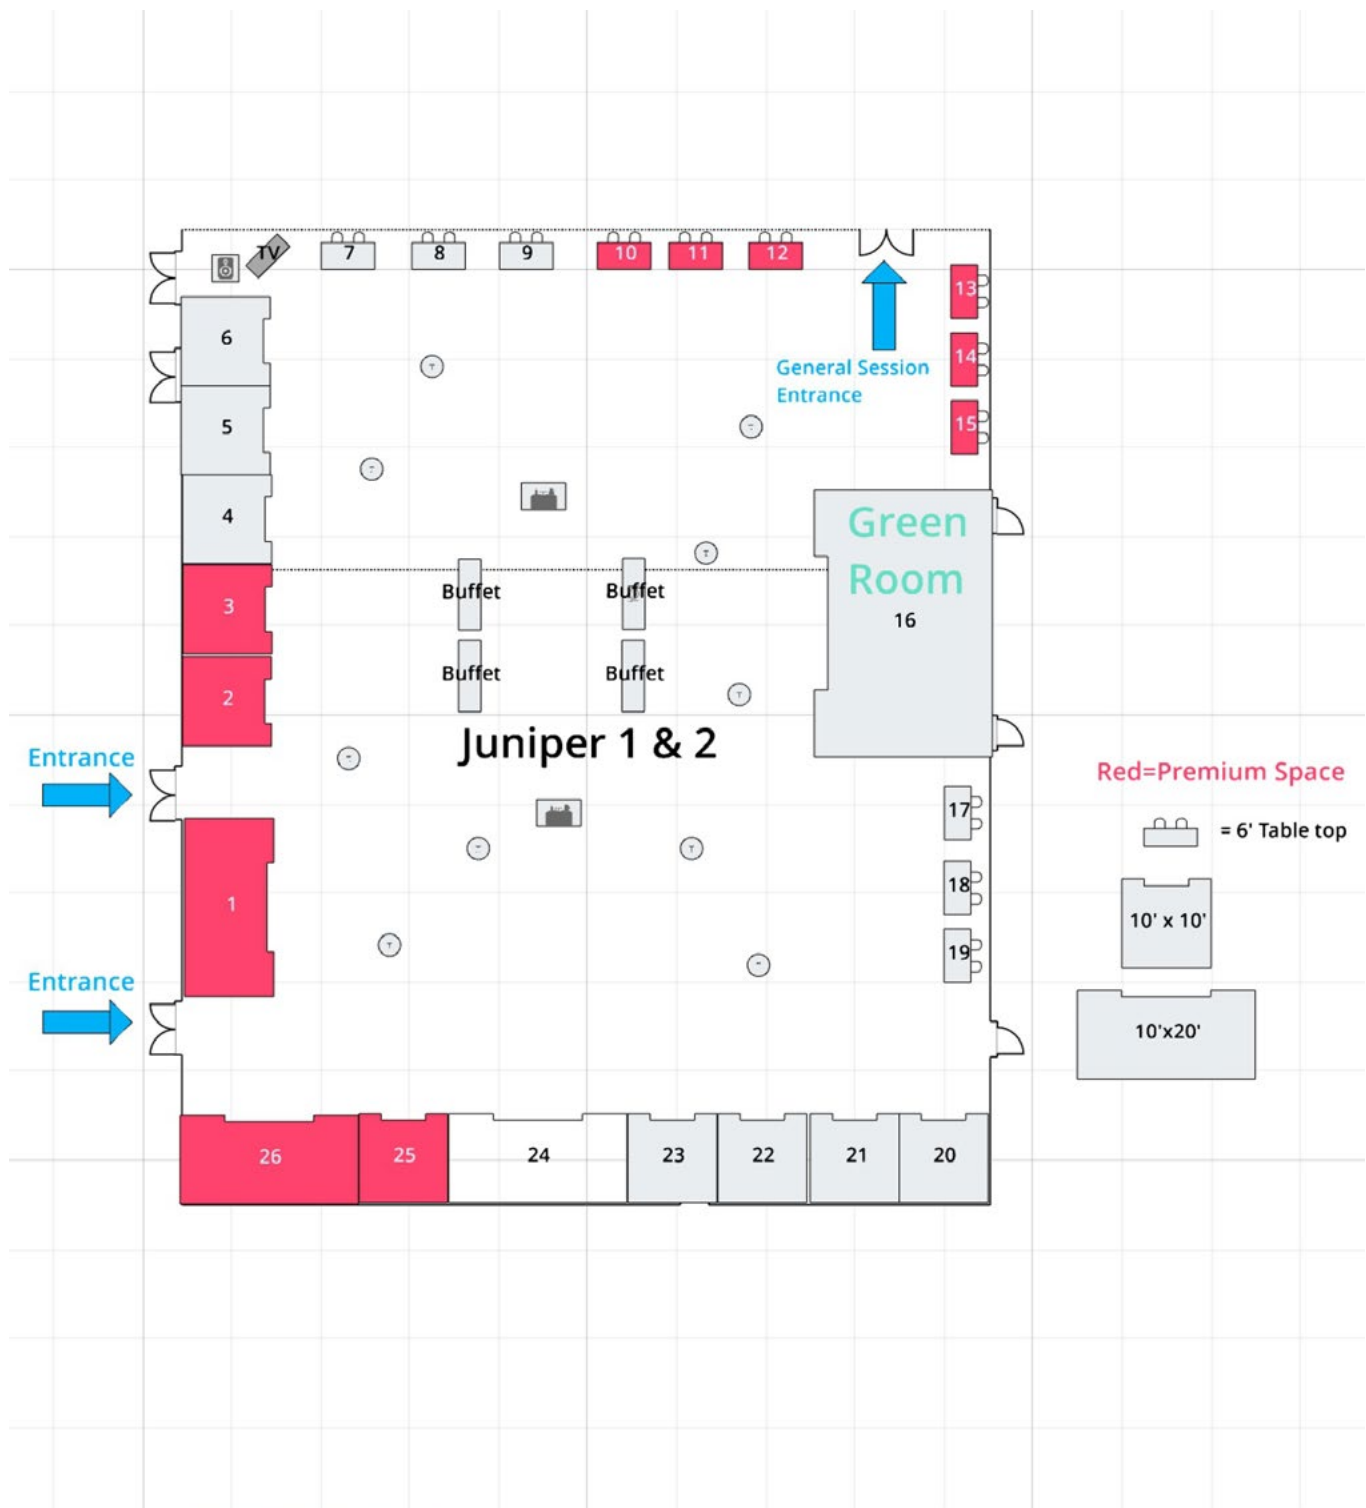 TV
7
8
9
10
11
12
13
6
14
General Session
Entrance
5
15
4
Green
Room
16
3
Buffet
Buffet
2
Buffet
Buffet
Juniper 1 & 2
Entrance
Red=Premium Space
17
= 6' Table top
1
18
10' x 10'
19
Entrance
10'x20'
26
25
24
23
22
21
20